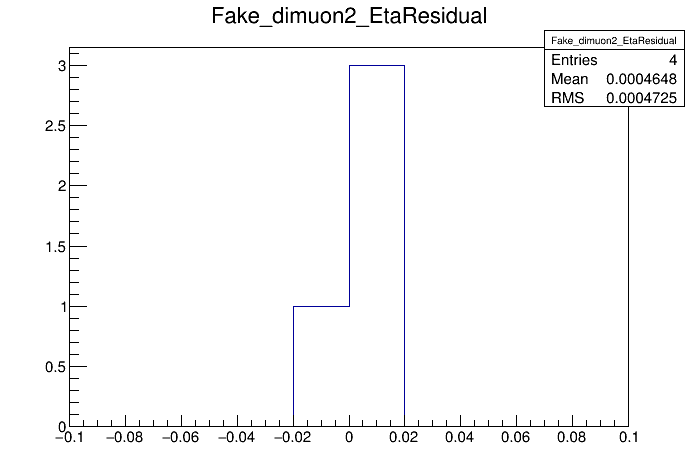 Fake_dimuon2_EtaResidual
Fake_dimuon2_EtaResidual
Entries 4
Mean 0.0004648
RMS 0.0004725
3
2.5
2
1.5
1
0.5
0
−0.1 −0.08 −0.06 −0.04 −0.02 0 0.02 0.04 0.06 0.08 0.1